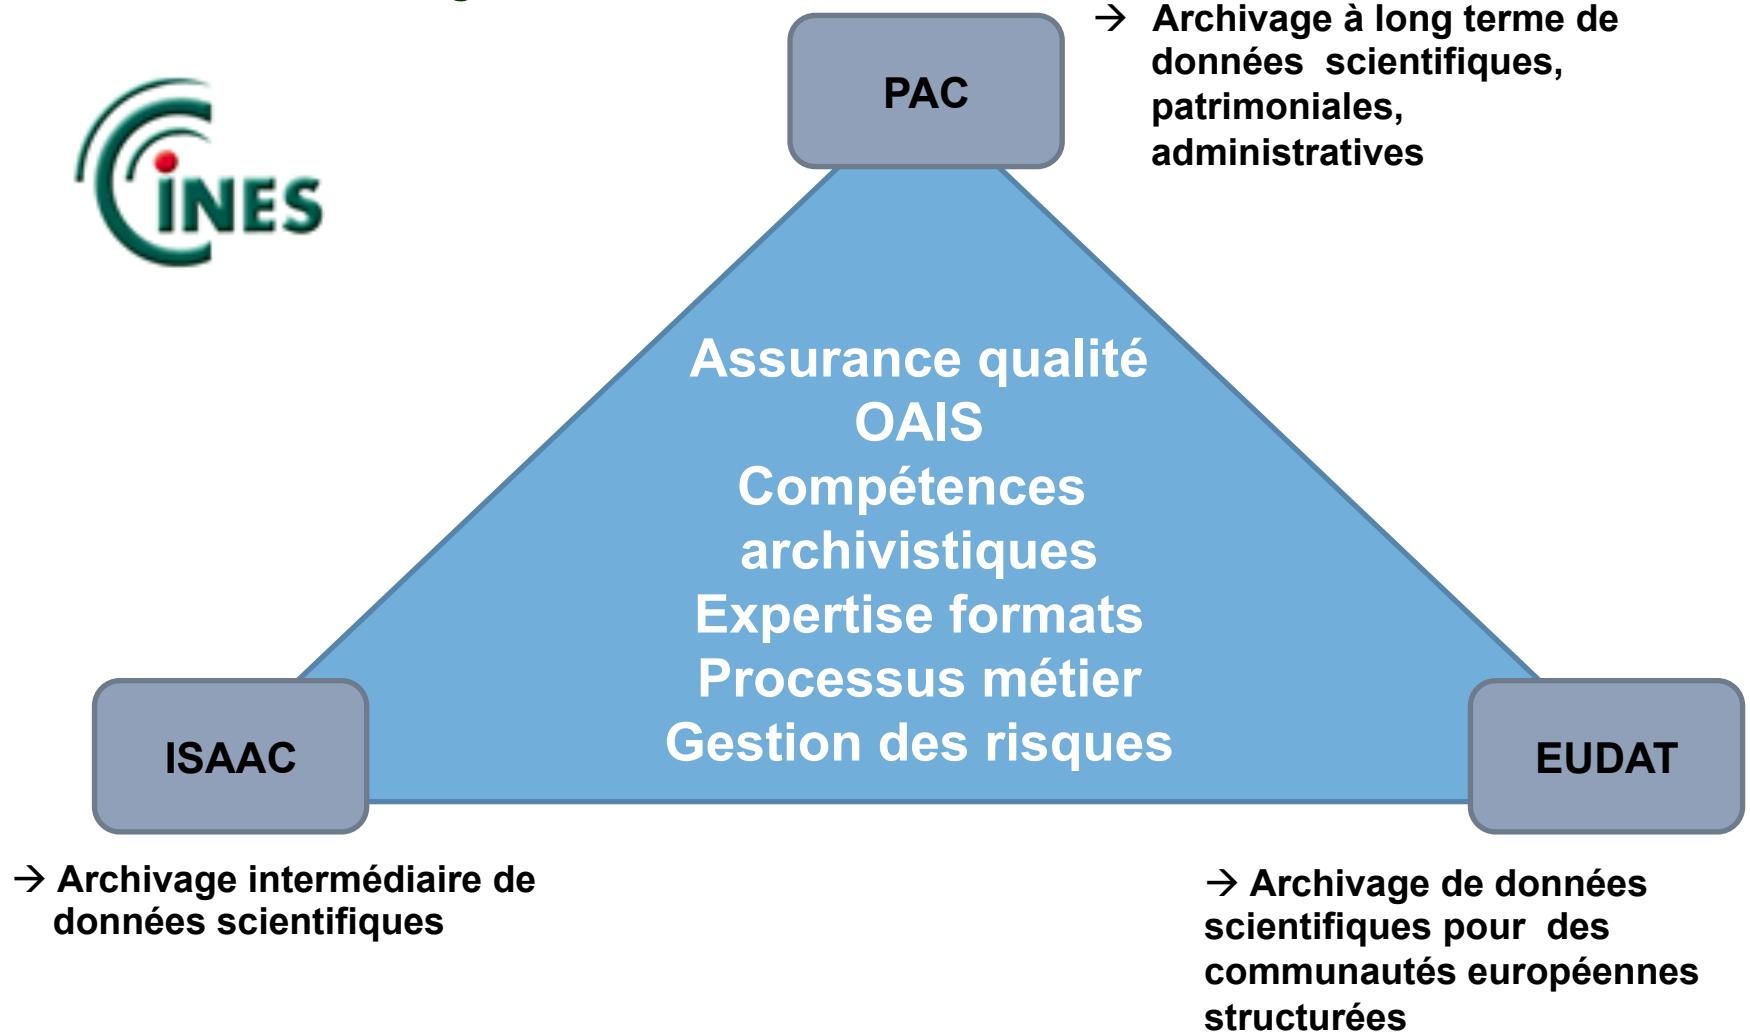 PAC
→ Archivage à long terme de
données scientifiques,
patrimoniales,
administratives
CINES
Assurance qualité
OAIS
Compétences
archivistiques
Expertise formats
Processus métier
Gestion des risques
ISAAC
EUDAT
→ Archivage intermédiaire de
données scientifiques
→ Archivage de données
scientifiques pour des
communautés européennes
structurées